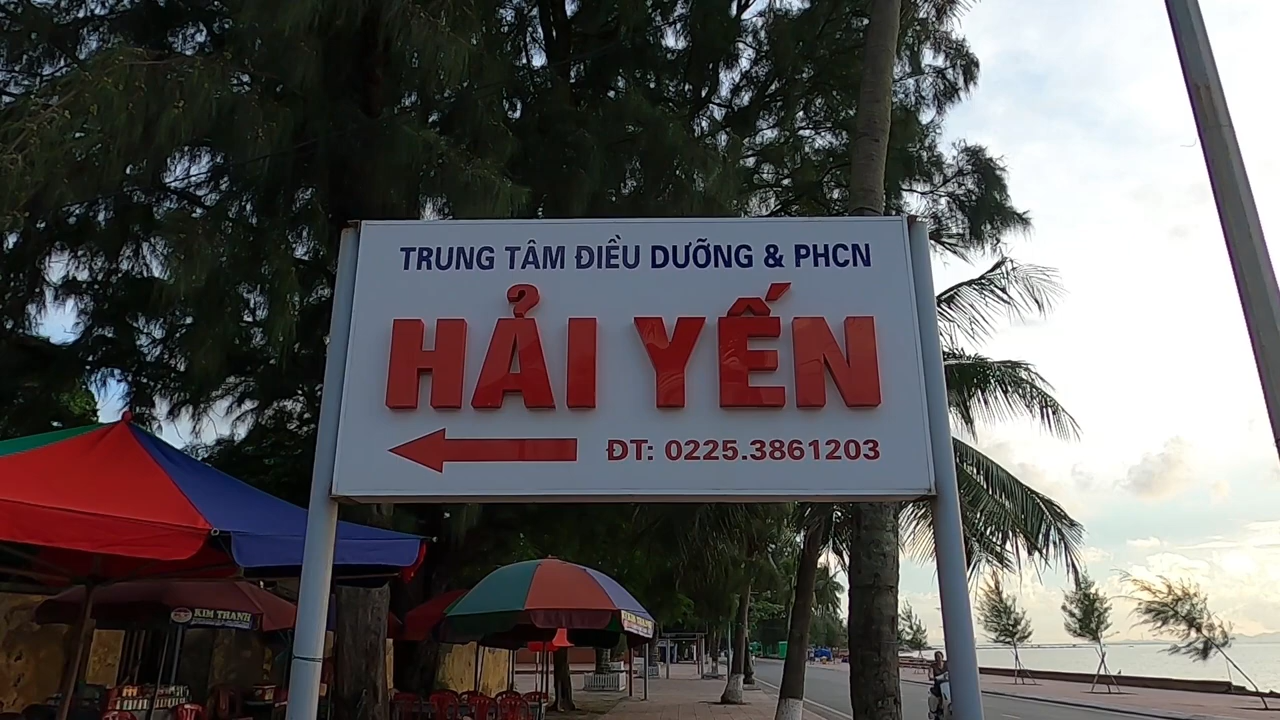 TRUNG TÂM ĐIỀU DƯỠNG & PHCN
HẢI YẾN
ĐT: 0225.3861203
KIM THANH